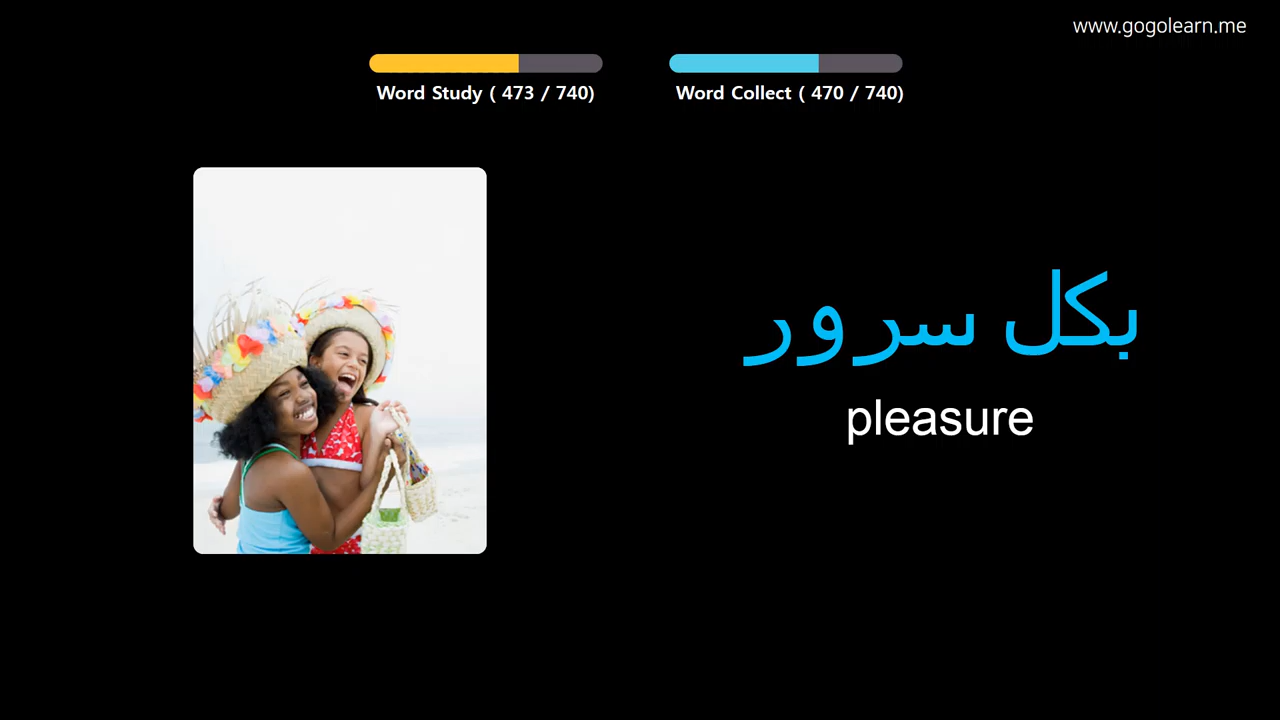 www.gogolearn.me
Word Study ( 473 / 740)
Word Collect ( 470 / 740)
بكل سرور
pleasure